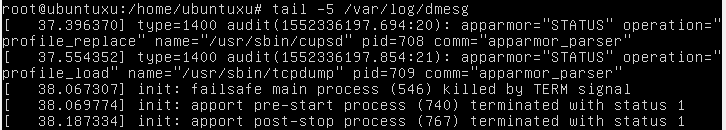 root@ubuntuxu:/home/ubuntuxu# tail -5 /var/log/dmesg
[   37.396370] type=1400 audit(1552336197.694:20): apparmor="STATUS" operation="
profile_replace" name="/usr/sbin/cupsd" pid=708 comm="apparmor_parser"
[   37.554352] type=1400 audit(1552336197.854:21): apparmor="STATUS" operation="
profile_load" name="/usr/sbin/tcpdump" pid=709 comm="apparmor_parser"
[   38.067307] init: failsafe main process (546) killed by TERM signal
[   38.069774] init: apport pre-start process (740) terminated with status 1
[   38.187334] init: apport post-stop process (767) terminated with status 1